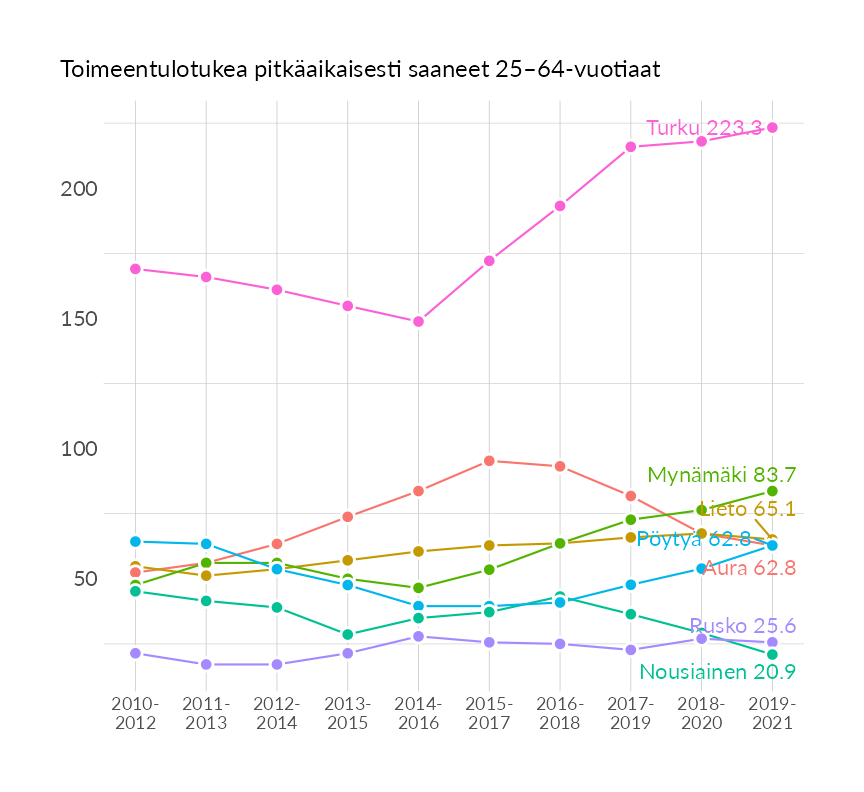 Toimeentulotukea pitkäaikaisesti saaneet 25–64-vuotiaat
Turku 223.3
200
150
100
Mynämäki 83.7
Lieto 65.1
Pöytyä 62.8
Aura 62.8
50
Rusko 25.6
Nousiainen 20.9
2010- 2011- 2012- 2013- 2014- 2015- 2016- 2017- 2018- 2019-
2012 2013 2014 2015 2016 2017 2018 2019 2020 2021